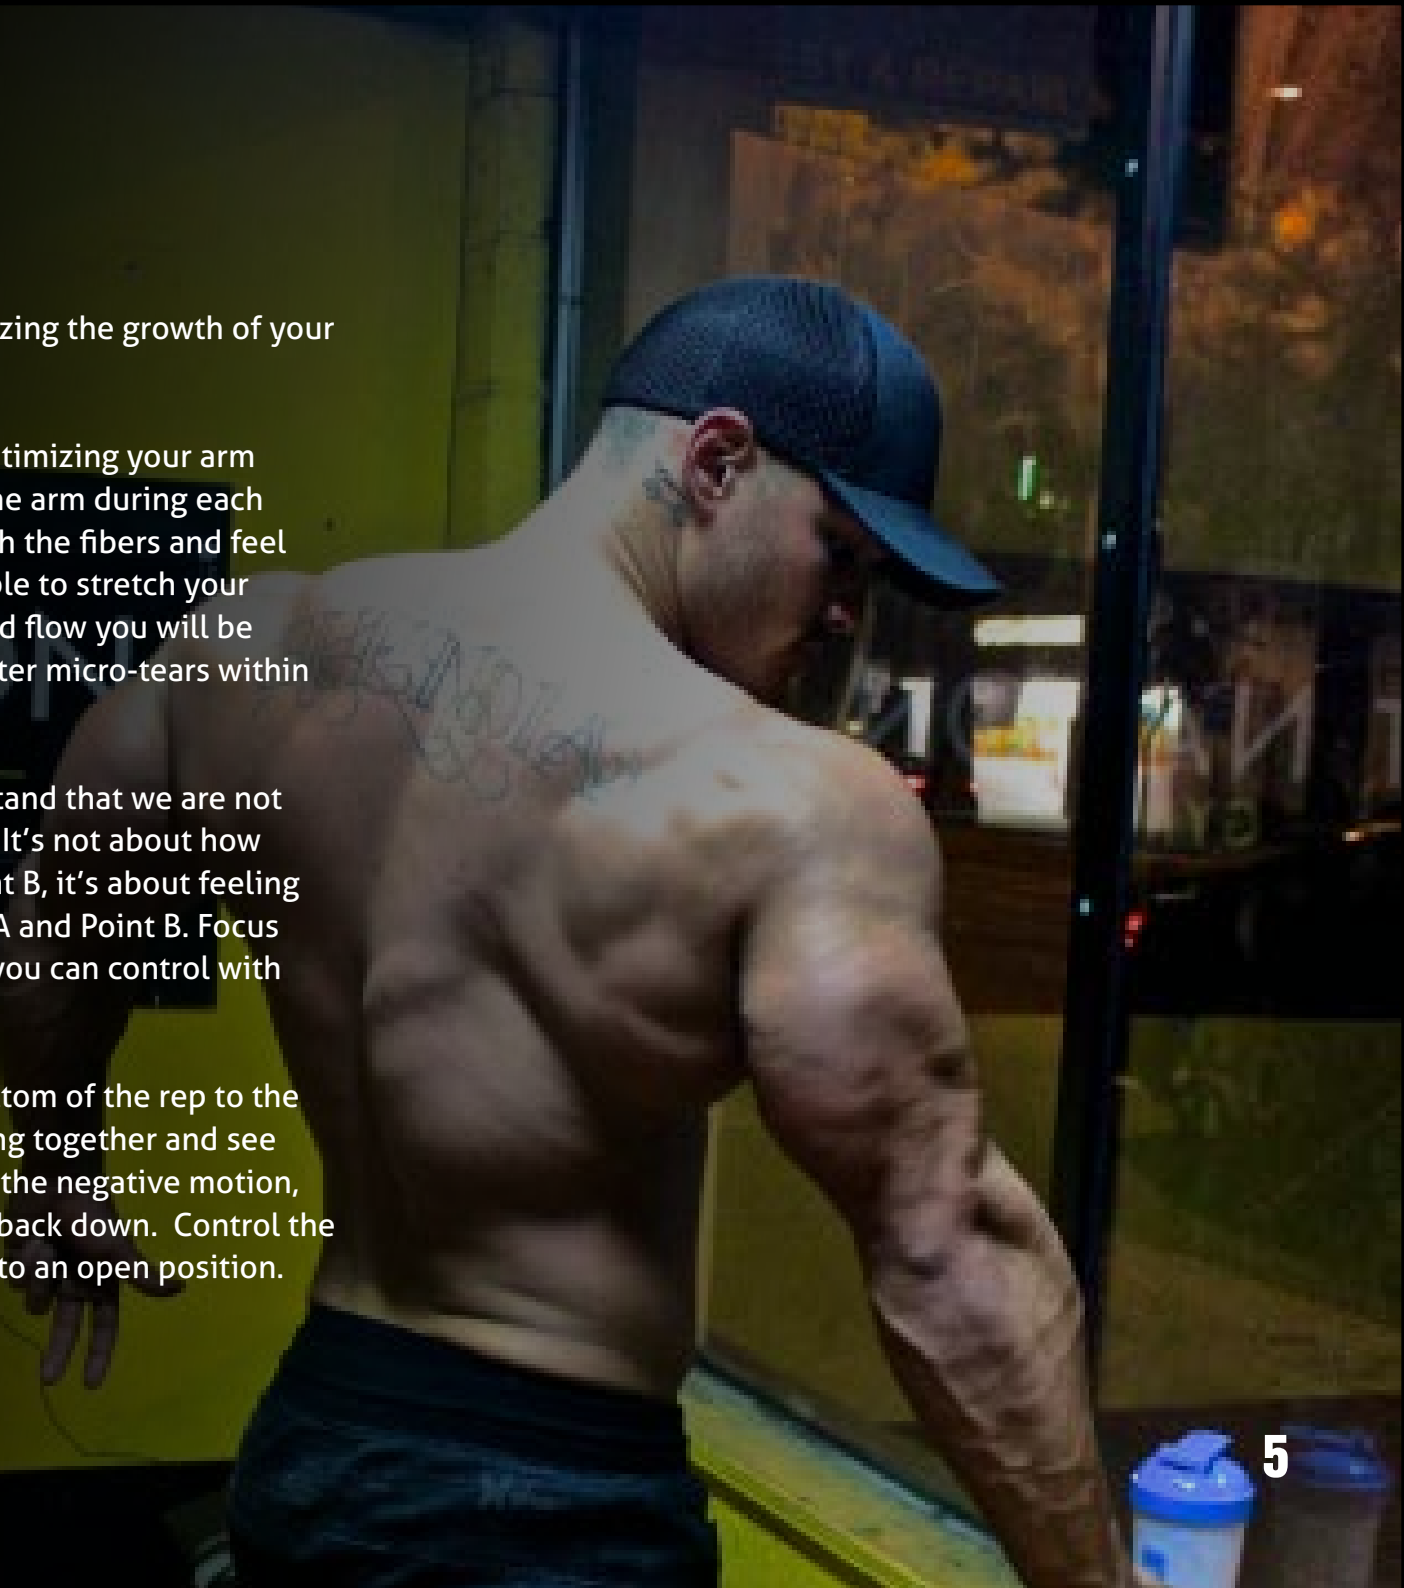 zing the growth of your
timizing your arm
ne arm during each
h the fibers and feel
ble to stretch your
d flow you will be
ter micro-tears within
tand that we are not
It's not about how
nt B, it's about feeling
A and Point B. Focus
you can control with
tom of the rep to the
ng together and see
the negative motion,
back down.  Control the
to an open position.
5